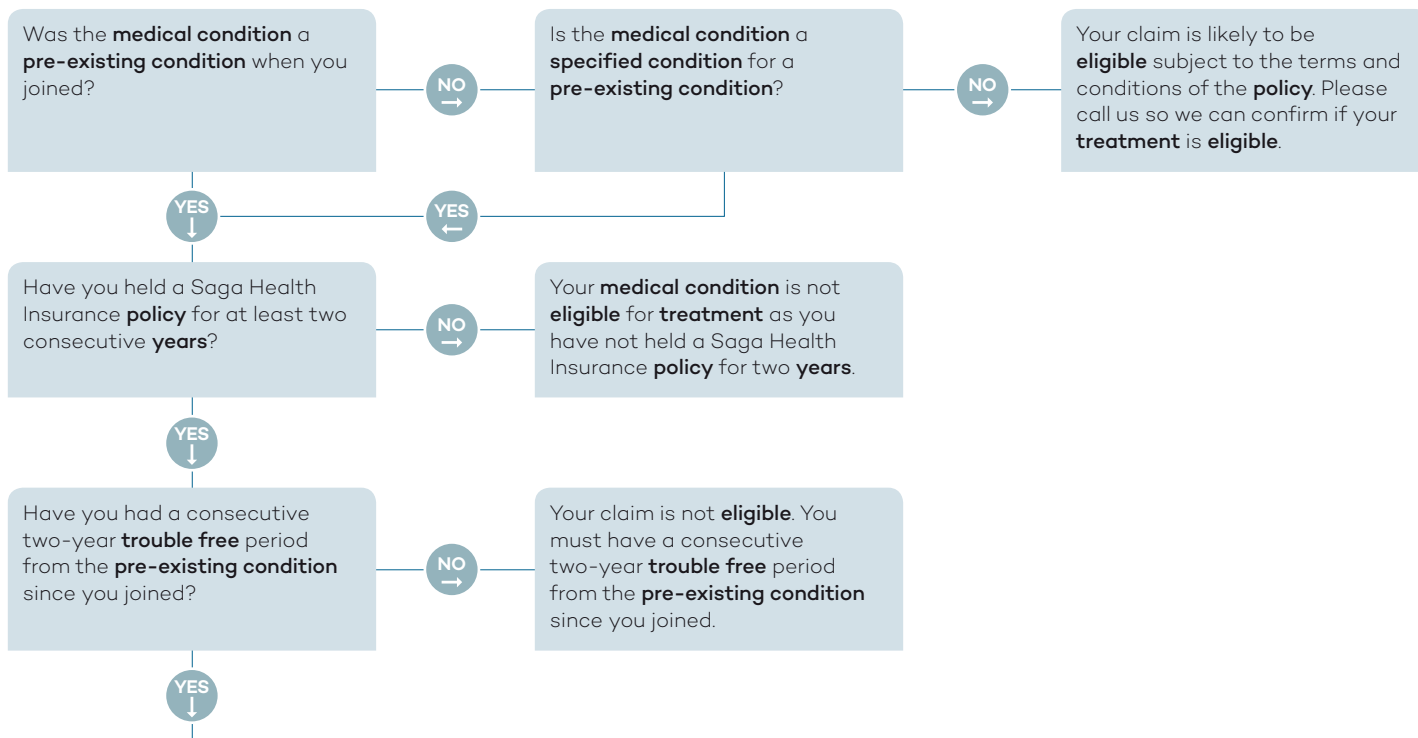 Was the medical condition a
pre-existing condition when you
joined?
NO
Is the medical condition a
specified condition for a
pre-existing condition?
NO
Your claim is likely to be
eligible subject to the terms and
conditions of the policy. Please
call us so we can confirm if your
treatment is eligible.
YES
YES
Have you held a Saga Health
Insurance policy for at least two
consecutive years?
NO
Your medical condition is not
eligible for treatment as you
have not held a Saga Health
Insurance policy for two years.
YES
Have you had a consecutive
two-year trouble free period
from the pre-existing condition
since you joined?
NO
Your claim is not eligible. You
must have a consecutive
two-year trouble free period
from the pre-existing condition
since you joined.
YES